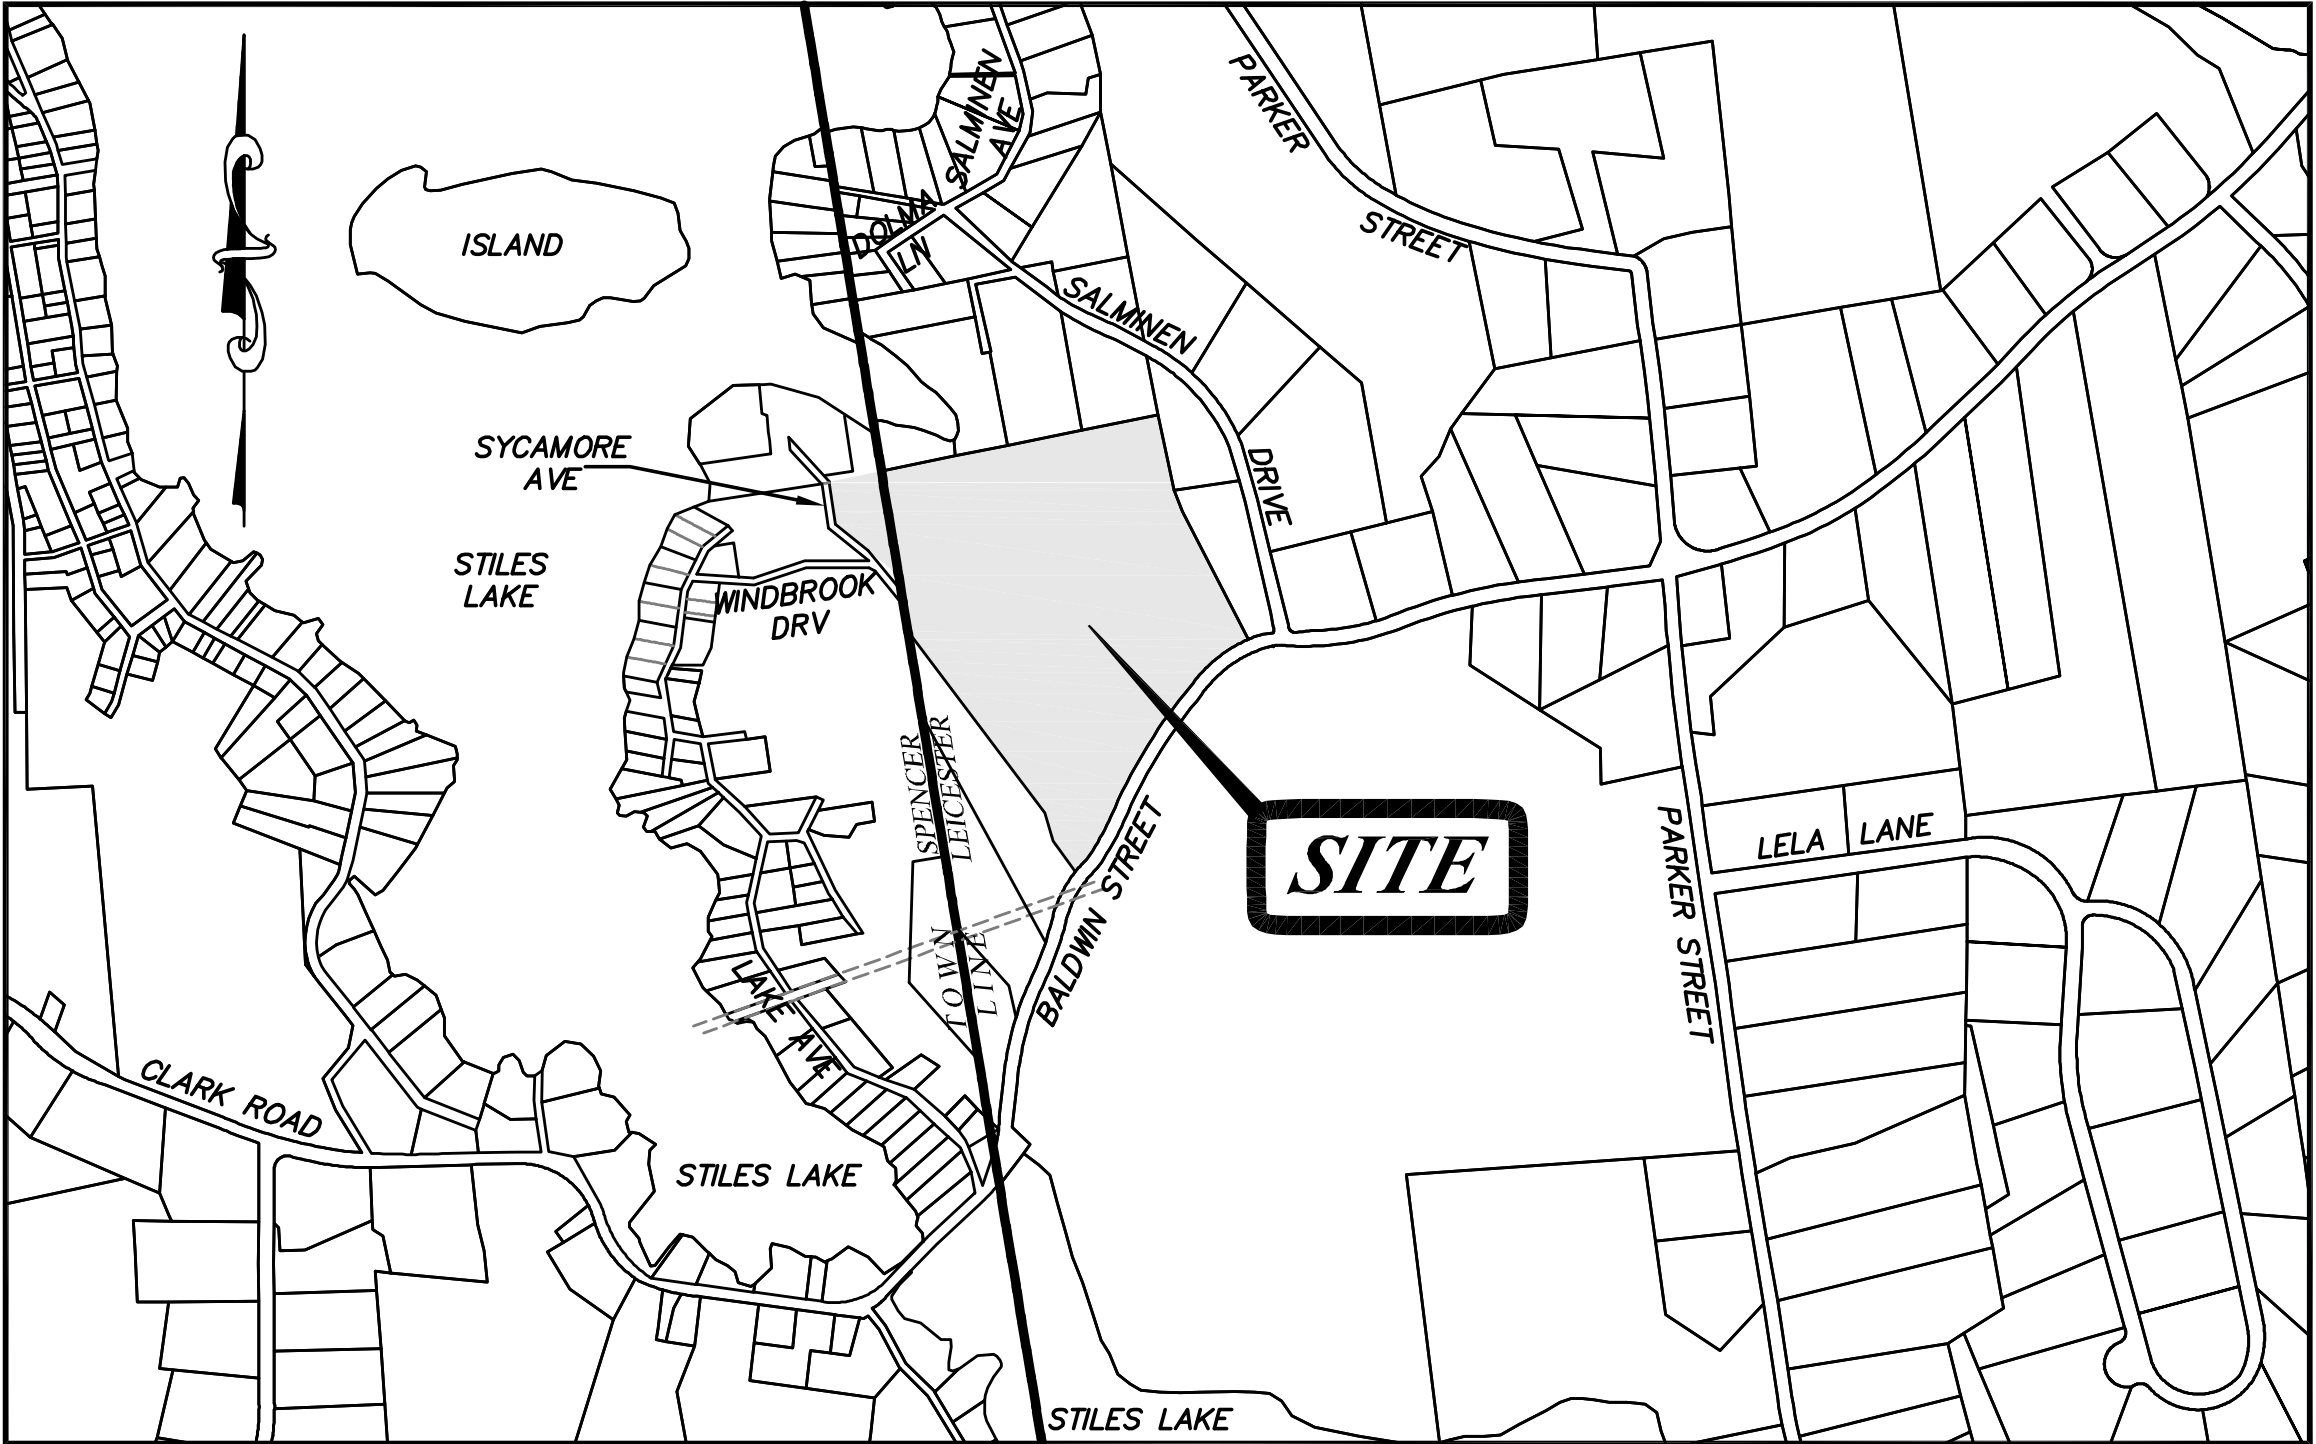 PARKER
STREET
SALMINEN
AVE
DOLMA
LN
ISLAND
SALMINEN
DRIVE
SYCAMORE
AVE
STILES
LAKE
WINDBROOK
DRV
SPENCER
LEICESTER
TOWN
LINE
BALDWIN STREET
SITE
PARKER STREET
LELA LANE
LAKE AVE
CLARK ROAD
STILES LAKE
STILES LAKE